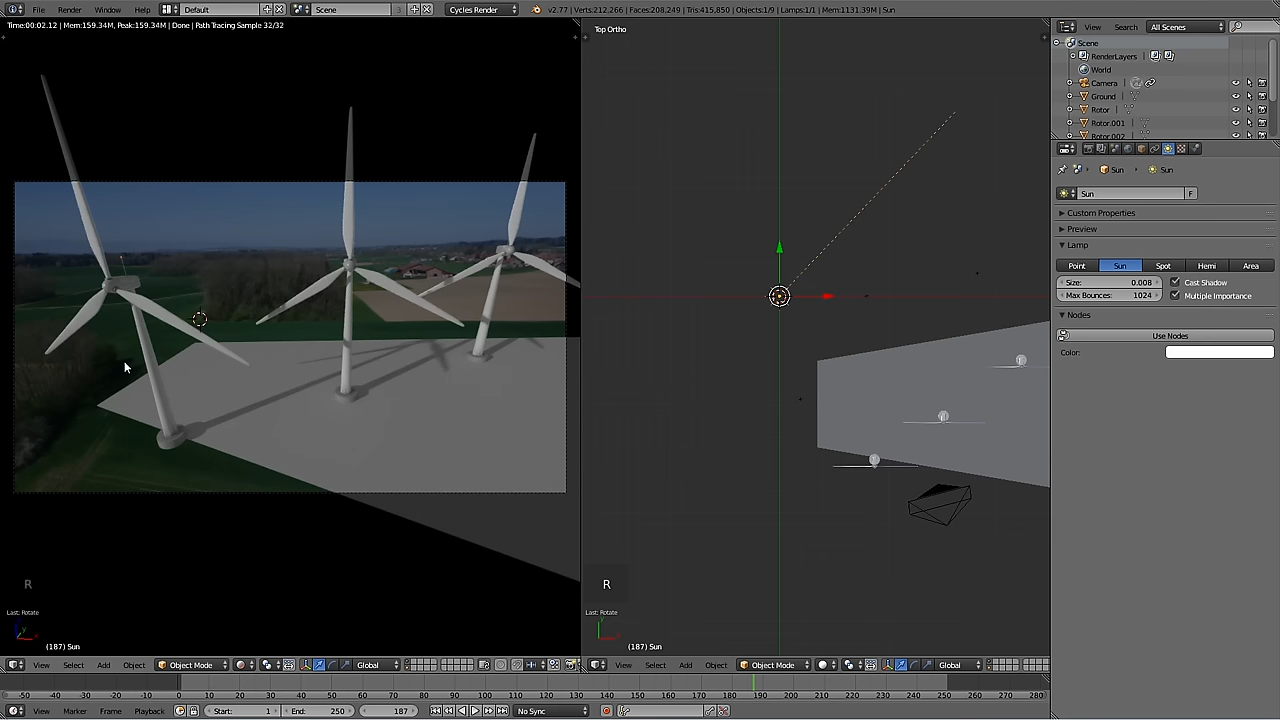 File Render Window Help Default Scene 3 Cycles Render v2.77 | Verts:212,266 | Faces:208,249 | Tris:415,850 | Objects:1/9 | Lamps:1/1 | Mem:1131.39M | Sun
Time:00:02.12 | Mem:159.34M, Peak:159.34M | Done | Path Tracing Sample 32/32
Top Ortho
View Search All Scenes
Scene
RenderLayers
World
Camera
Ground
Rotor
Rotor.001
Rotor.002
Sun Sun
Sun F
Custom Properties
Preview
Lamp
Point Sun Spot Hemi Area
Size: 0.008 Cast Shadow
Max Bounces: 1024 Multiple Importance
Nodes
Use Nodes
Color:
R R
Last: Rotate Last: Rotate
(187) Sun (187) Sun
View Select Add Object Object Mode Global View Select Add Object Object Mode Global
-50 -40 -30 -20 -10 0 10 20 30 40 50 60 70 80 90 100 110 120 130 140 150 160 170 180 190 200 210 220 230 240 250 260 270 280
View Marker Frame Playback Start: 1 End: 250 187 No Sync